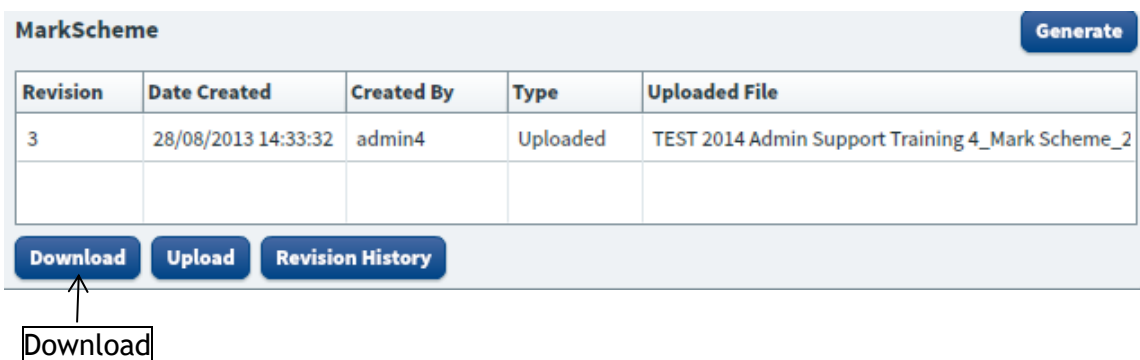 MarkScheme Generate
Revision Date Created Created By Type Uploaded File
3 28/08/2013 14:33:32 admin4 Uploaded TEST 2014 Admin Support Training 4_Mark Scheme_2
Download Upload Revision History
Download